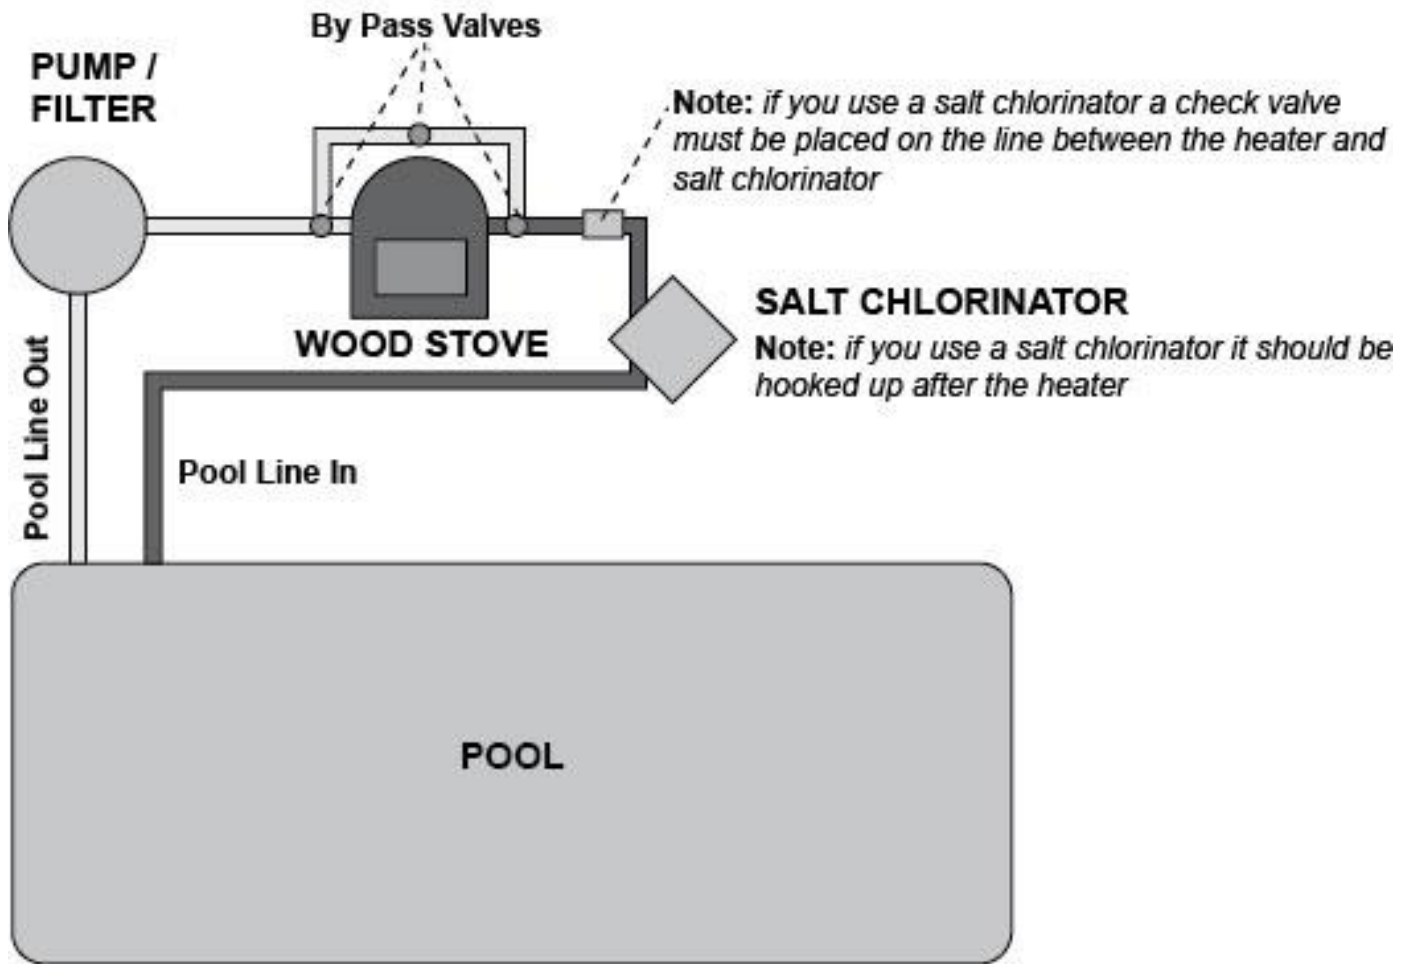 By Pass Valves
PUMP /
FILTER
Note: if you use a salt chlorinator a check valve
must be placed on the line between the heater and
salt chlorinator
SALT CHLORINATOR
Note: if you use a salt chlorinator it should be
hooked up after the heater
WOOD STOVE
Pool Line Out
Pool Line In
POOL